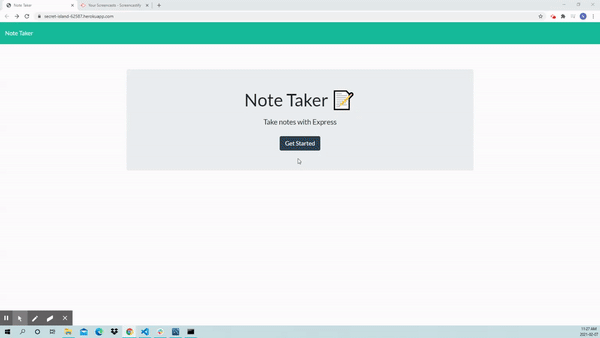 Note Taker
Your Screencasts - Screencastify
secret-island-62387.herokuapp.com
Note Taker
Note Taker
Take notes with Express
Get Started
11:27 AM
2021-02-07